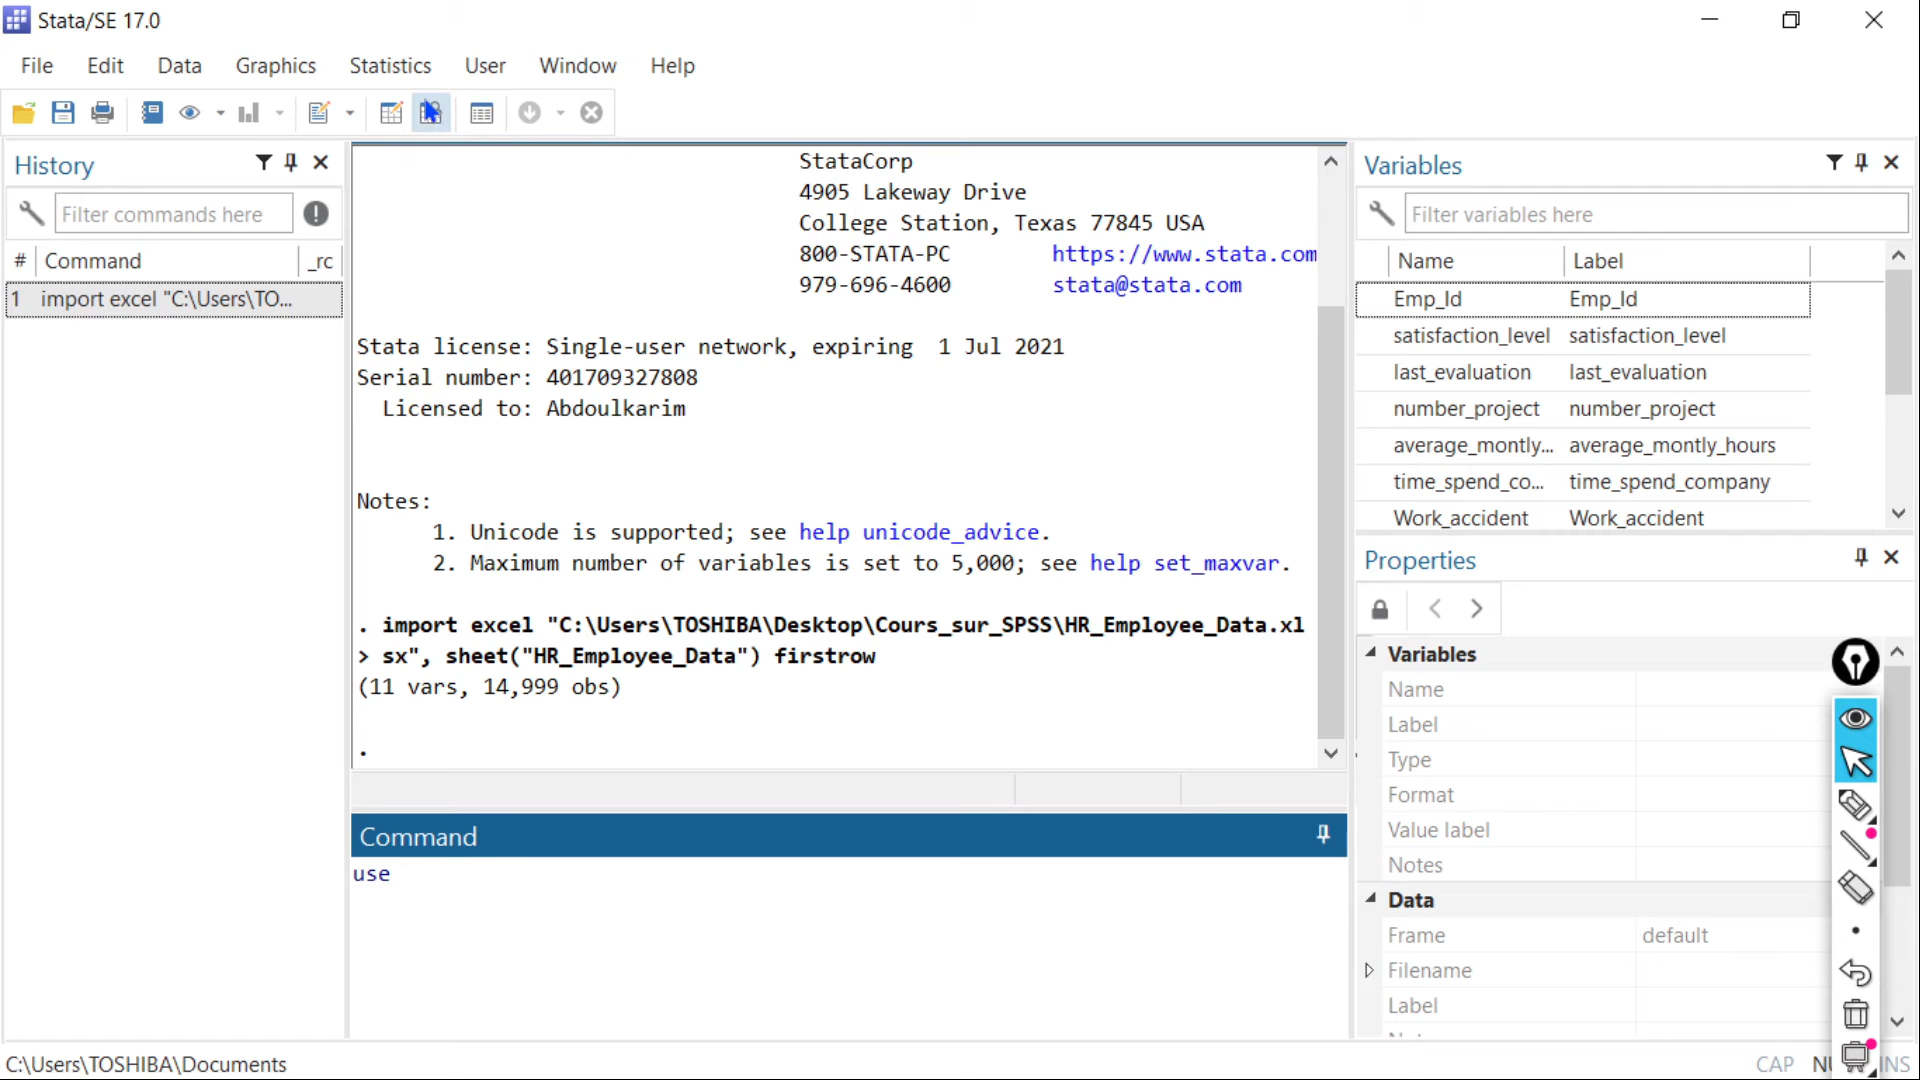 Stata/SE 17.0
File Edit Data Graphics Statistics User Window Help
History
Filter commands here
# Command _rc
1 import excel "C:\Users\TO...
StataCorp
4905 Lakeway Drive
College Station, Texas 77845 USA
800-STATA-PC https://www.stata.com
979-696-4600 stata@stata.com
Stata license: Single-user network, expiring 1 Jul 2021
Serial number: 401709327808
Licensed to: Abdoulkarim
Notes:
1. Unicode is supported; see help unicode_advice.
2. Maximum number of variables is set to 5,000; see help set_maxvar.
. import excel "C:\Users\TOSHIBA\Desktop\Cours_sur_SPSS\HR_Employee_Data.xl
> sx", sheet("HR_Employee_Data") firstrow
(11 vars, 14,999 obs)
.
Command
use
Variables
Filter variables here
Name Label
Emp_Id Emp_Id
satisfaction_level satisfaction_level
last_evaluation last_evaluation
number_project number_project
average_montly... average_montly_hours
time_spend_co... time_spend_company
Work_accident Work_accident
Properties
Variables
Name
Label
Type
Format
Value label
Notes
Data
Frame default
Filename
Label
C:\Users\TOSHIBA\Documents
CAP